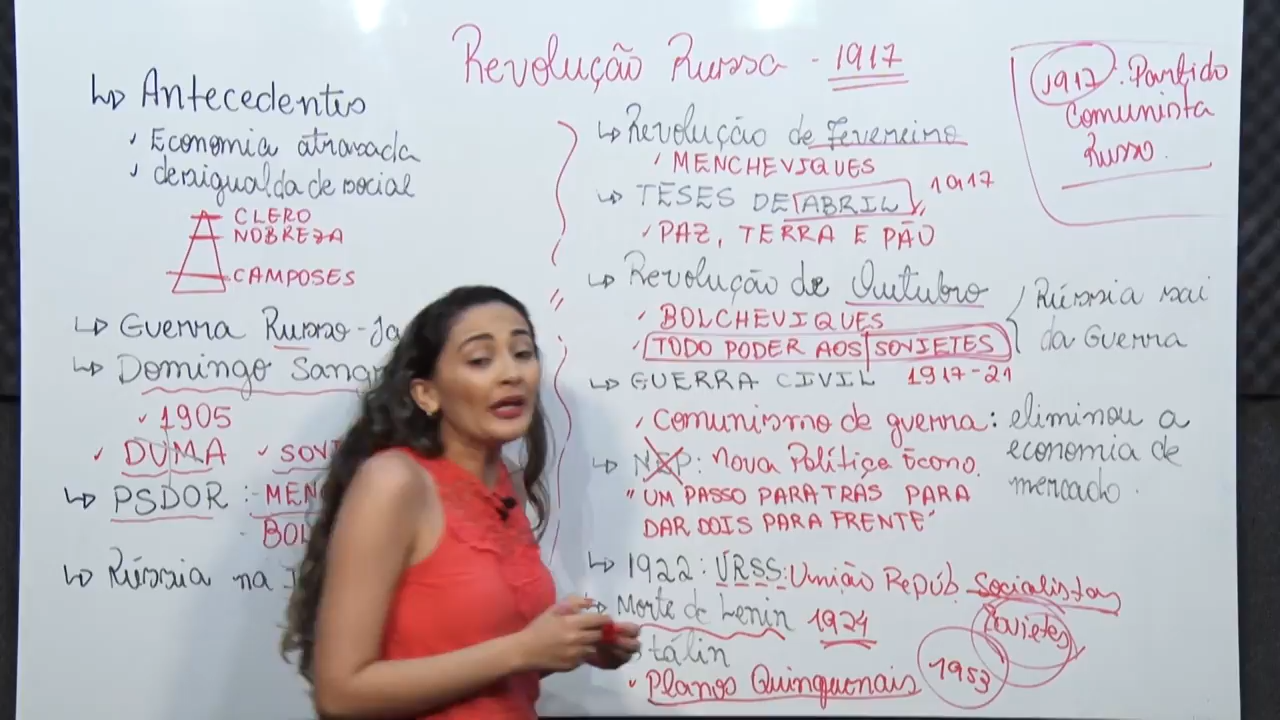 Revolução Russa - 1917
↳ Antecedentes
✓ Economia atrasada
✓ desigualdade social
CLERO
NOBREZA
CAMPOSES
↳ Guerra Russo-Ja
↳ Domingo Sang
✓ 1905
✓ DUMA ✓ SOVI
↳ PSDOR : - MEN
- BOL
↳ Rússia na
↳ Revolução de Fevereiro
✓ MENCHEVIQUES
↳ TESES DE ABRIL 1917
✓ PAZ, TERRA E PÃO
↳ Revolução de Outubro
✓ BOLCHEVIQUES
✓ TODO PODER AOS SOVIETES
Rússia sai
da Guerra
↳ GUERRA CIVIL 1917-21
✓ Comunismo de guerra: eliminou a
economia de
mercado.
↳ NEP: Nova Política Econo.
"UM PASSO PARA TRÁS PARA
DAR DOIS PARA FRENTE"
↳ 1922: URSS: União Repúb. Socialistas
Sovietes
↳ Morte de Lenin 1924
Stálin
• Planos Quinquenais
1953
1917: Partido
Comunista
Russo.